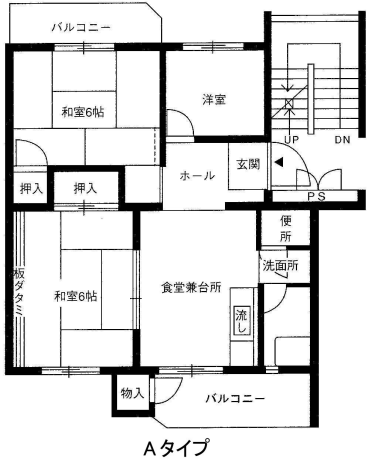 バルコニー
和室6帖
洋室
UP
DN
ホール
玄関
押入
押入
PS
便所
洗面所
板ダタミ
和室6帖
食堂兼台所
流し
物入
バルコニー
Aタイプ